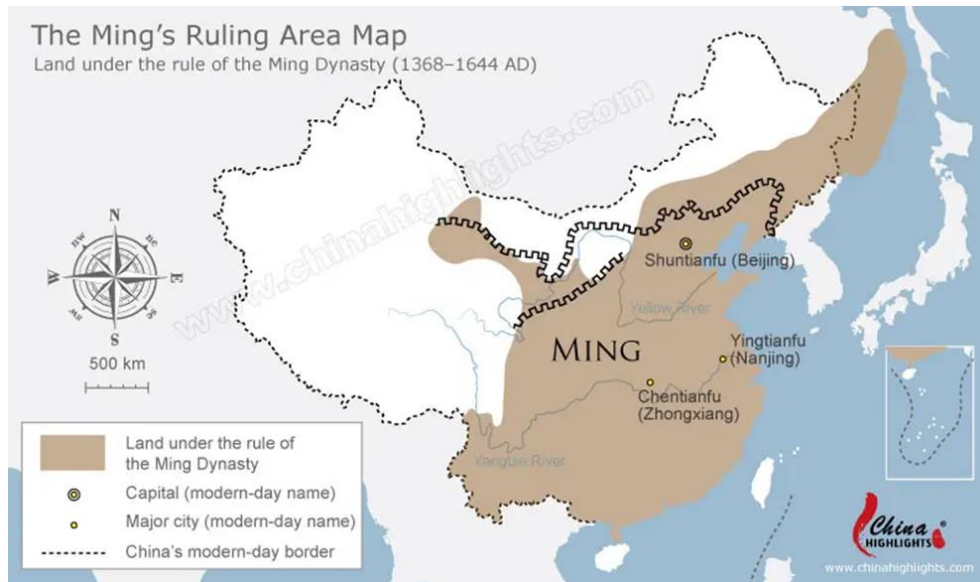 The Ming's Ruling Area Map
Land under the rule of the Ming Dynasty (1368–1644 AD)
www.chinahighlights.com
N
nw
ne
W
E
sw
se
S
500 km
Shuntianfu (Beijing)
Yellow River
MING
Yingtianfu
(Nanjing)
Chentianfu
(Zhongxiang)
Yangtze River
Land under the rule of
the Ming Dynasty
Capital (modern-day name)
Major city (modern-day name)
China's modern-day border
China®
HIGHLIGHTS
www.chinahighlights.com